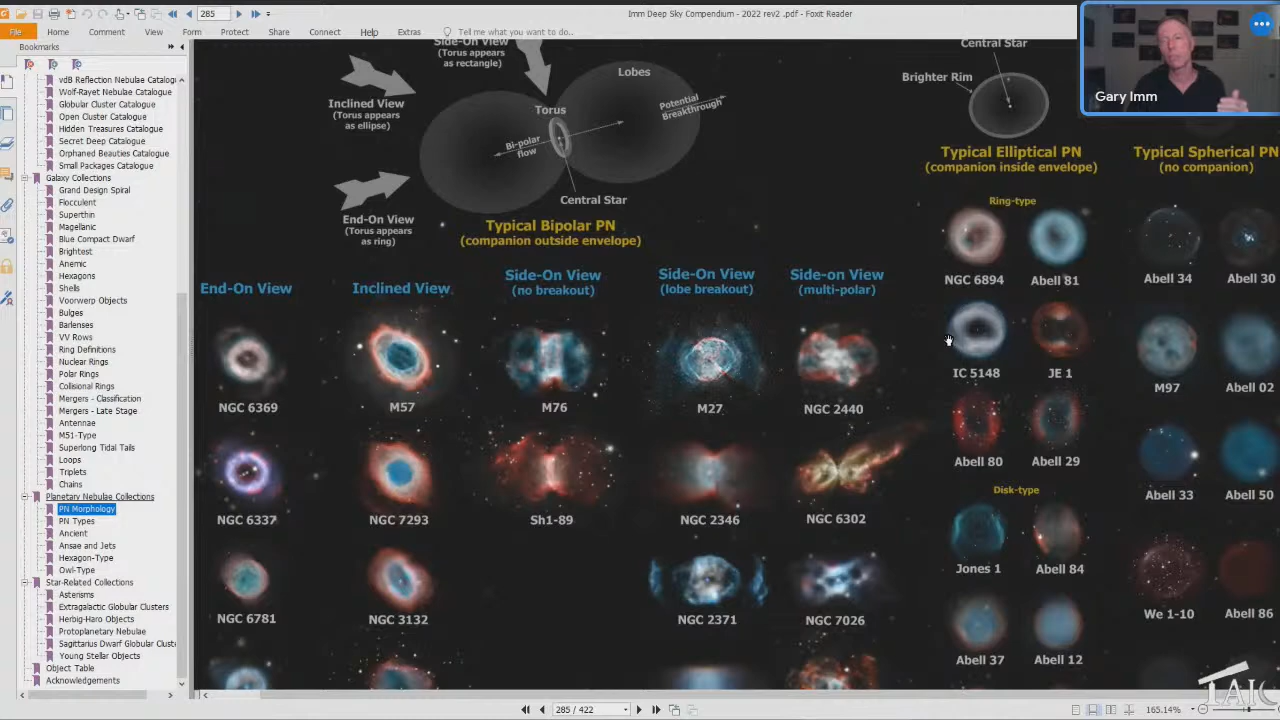 285
Imm Deep Sky Compendium - 2022 rev2 .pdf - Foxit Reader
File Home Comment View Form Protect Share Connect Help Extras Tell me what you want to do..
Bookmarks
vdB Reflection Nebulae Catalogu
Wolf-Rayet Nebulae Catalogue
Globular Cluster Catalogue
Open Cluster Catalogue
Hidden Treasures Catalogue
Secret Deep Catalogue
Orphaned Beauties Catalogue
Small Packages Catalogue
Galaxy Collections
Grand Design Spiral
Flocculent
Superthin
Magellanic
Blue Compact Dwarf
Brightest
Anemic
Hexagons
Shells
Voorwerp Objects
Bulges
Barlenses
VV Rows
Ring Definitions
Nuclear Rings
Polar Rings
Collisional Rings
Mergers - Classification
Mergers - Late Stage
Antennae
M51-Type
Superlong Tidal Tails
Loops
Triplets
Chains
Planetary Nebulae Collections
PN Morphology
PN Types
Ancient
Ansae and Jets
Hexagon-Type
Owl-Type
Star-Related Collections
Asterisms
Extragalactic Globular Clusters
Herbig-Haro Objects
Protoplanetary Nebulae
Sagittarius Dwarf Globular Cluste
Young Stellar Objects
Object Table
Acknowledgements
Side-On View
(Torus appears
as rectangle)
Inclined View
(Torus appears
as ellipse)
End-On View
(Torus appears
as ring)
Torus
Lobes
Potential
Breakthrough
Bi-polar
flow
Central Star
Typical Bipolar PN
(companion outside envelope)
Central Star
Brighter Rim
Typical Elliptical PN
(companion inside envelope)
Typical Spherical PN
(no companion)
Gary Imm
End-On View
NGC 6369
NGC 6337
NGC 6781
Inclined View
M57
NGC 7293
NGC 3132
Side-On View
(no breakout)
M76
Sh1-89
Side-On View
(lobe breakout)
M27
NGC 2346
NGC 2371
Side-on View
(multi-polar)
NGC 2440
NGC 6302
NGC 7026
Ring-type
NGC 6894 Abell 81
IC 5148 JE 1
Abell 80 Abell 29
Disk-type
Jones 1 Abell 84
Abell 37 Abell 12
Abell 34 Abell 30
M97 Abell 02
Abell 33 Abell 50
We 1-10 Abell 86
TAIC
285 / 422
165.14%